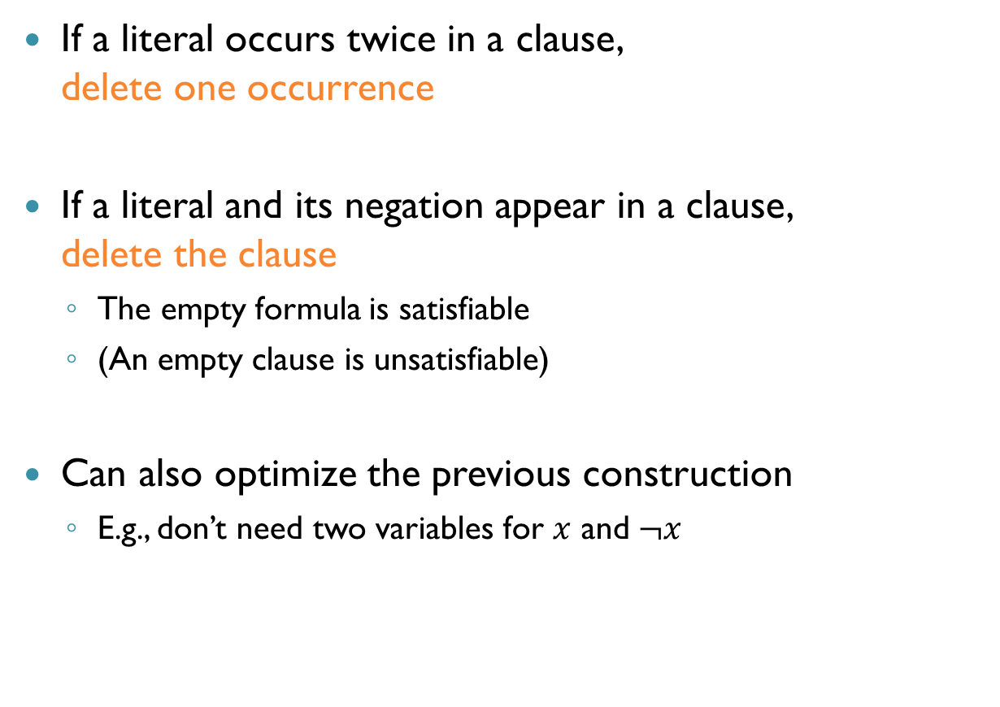 • If a literal occurs twice in a clause,
delete one occurrence
• If a literal and its negation appear in a clause,
delete the clause
◦ The empty formula is satisfiable
◦ (An empty clause is unsatisfiable)
• Can also optimize the previous construction
◦ E.g., don’t need two variables for 𝑥 and ¬𝑥